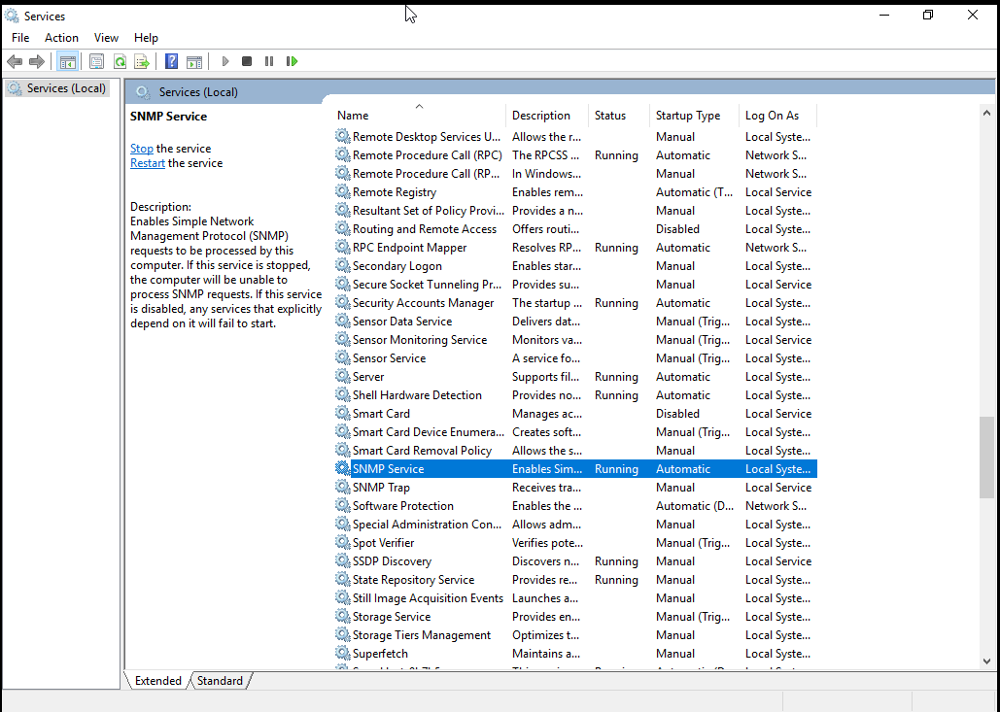 Services
File Action View Help
Services (Local)
Services (Local)
SNMP Service
Stop the service
Restart the service
Description:
Enables Simple Network
Management Protocol (SNMP)
requests to be processed by this
computer. If this service is stopped,
the computer will be unable to
process SNMP requests. If this service
is disabled, any services that explicitly
depend on it will fail to start.
Name Description Status Startup Type Log On As
Remote Desktop Services U... Allows the r... Manual Local Syste...
Remote Procedure Call (RPC) The RPCSS ... Running Automatic Network S...
Remote Procedure Call (RP... In Windows... Manual Network S...
Remote Registry Enables rem... Automatic (T... Local Service
Resultant Set of Policy Provi... Provides a n... Manual Local Syste...
Routing and Remote Access Offers routi... Disabled Local Syste...
RPC Endpoint Mapper Resolves RP... Running Automatic Network S...
Secondary Logon Enables star... Manual Local Syste...
Secure Socket Tunneling Pr... Provides su... Manual Local Service
Security Accounts Manager The startup ... Running Automatic Local Syste...
Sensor Data Service Delivers dat... Manual (Trig... Local Syste...
Sensor Monitoring Service Monitors va... Manual (Trig... Local Service
Sensor Service A service fo... Manual (Trig... Local Syste...
Server Supports fil... Running Automatic Local Syste...
Shell Hardware Detection Provides no... Running Automatic Local Syste...
Smart Card Manages ac... Disabled Local Service
Smart Card Device Enumera... Creates soft... Manual (Trig... Local Syste...
Smart Card Removal Policy Allows the s... Manual Local Syste...
SNMP Service Enables Sim... Running Automatic Local Syste...
SNMP Trap Receives tra... Manual Local Service
Software Protection Enables the ... Automatic (D... Network S...
Special Administration Con... Allows adm... Manual Local Syste...
Spot Verifier Verifies pote... Manual (Trig... Local Syste...
SSDP Discovery Discovers n... Running Manual Local Service
State Repository Service Provides re... Running Manual Local Syste...
Still Image Acquisition Events Launches a... Manual Local Syste...
Storage Service Provides en... Manual (Trig... Local Syste...
Storage Tiers Management Optimizes t... Manual Local Syste...
Superfetch Maintains a... Manual Local Syste...
Extended Standard